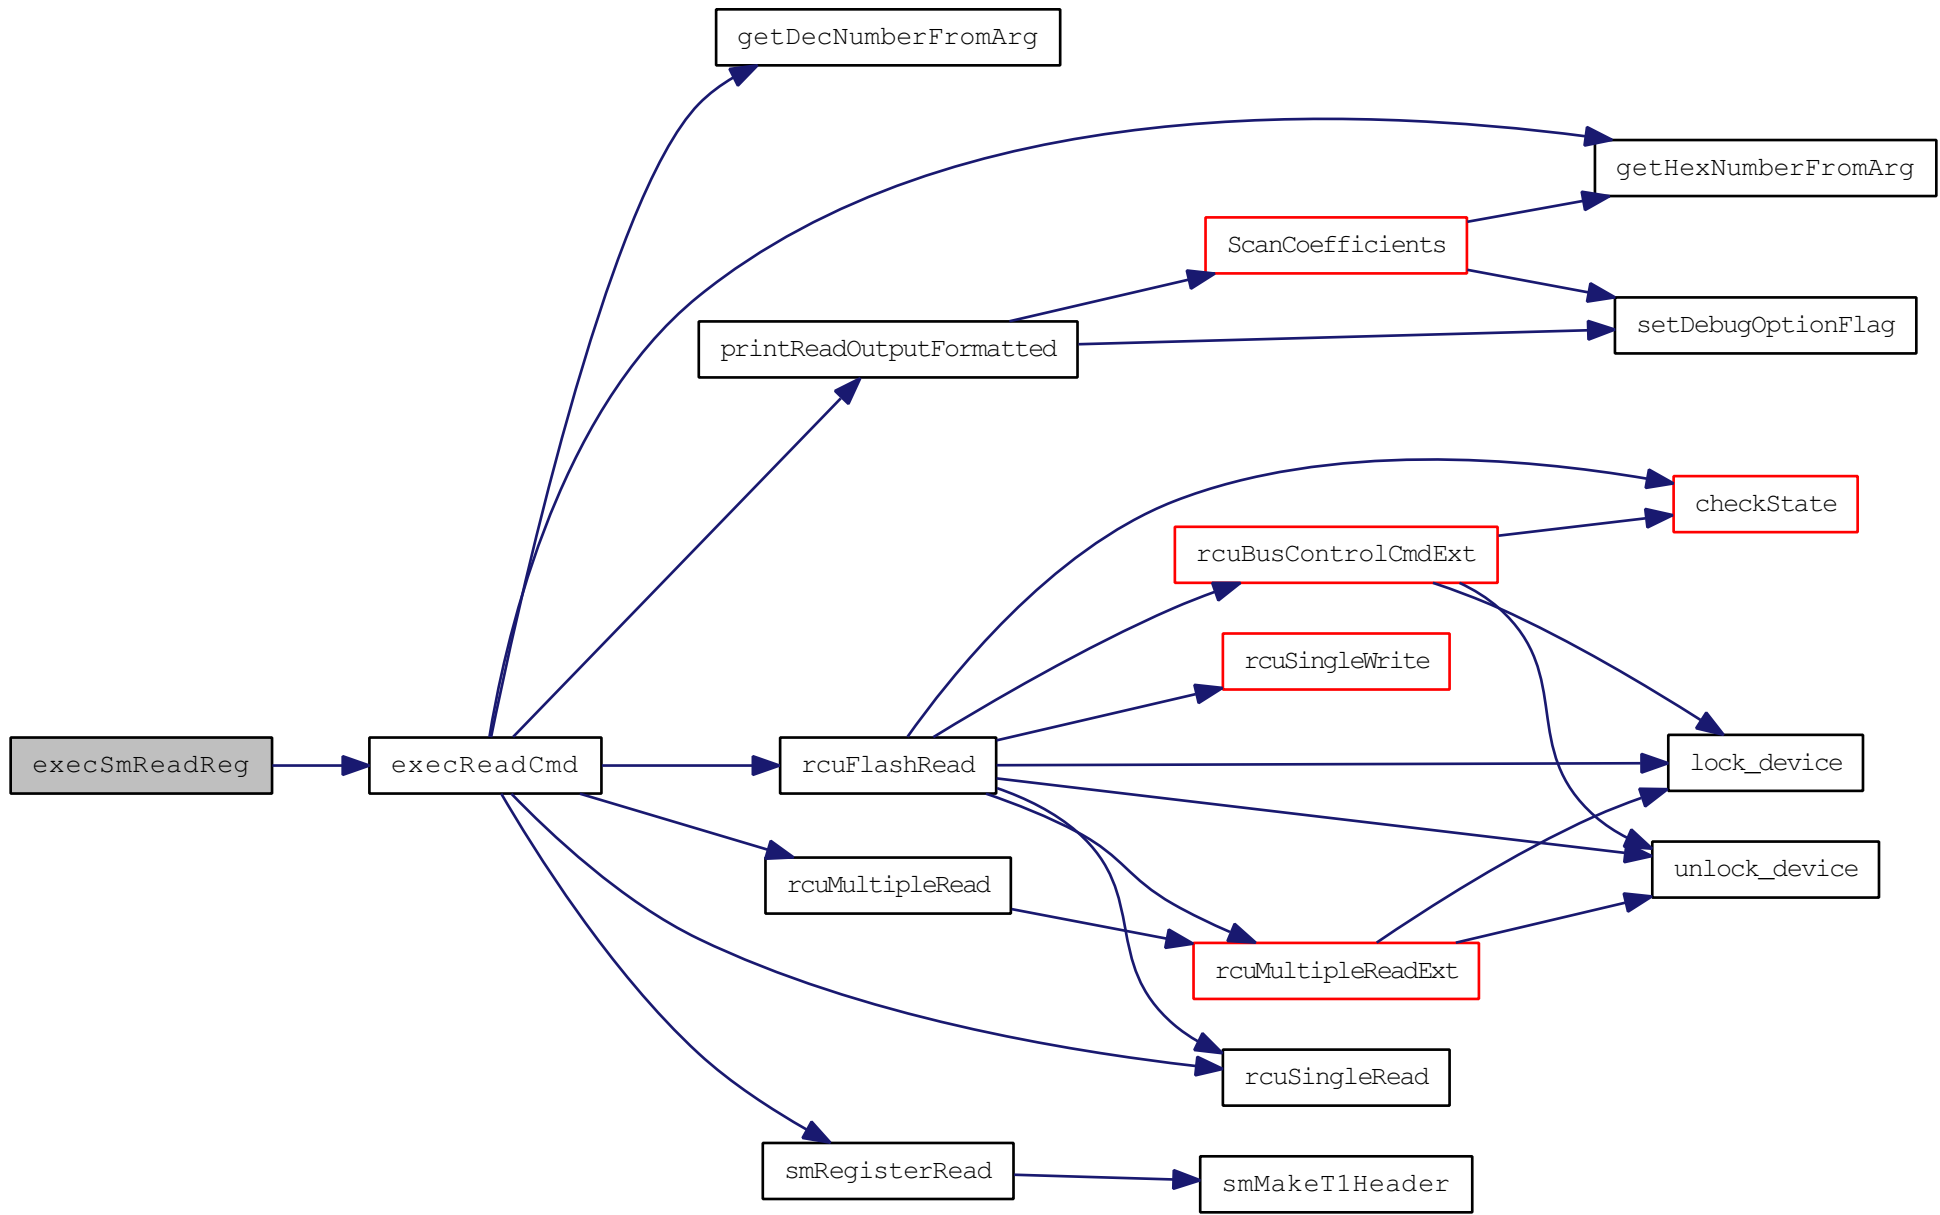 getDecNumberFromArg
getHexNumberFromArg
ScanCoefficients
setDebugOptionFlag
printReadOutputFormatted
checkState
rcuBusControlCmdExt
rcuSingleWrite
execSmReadReg
execReadCmd
rcuFlashRead
lock_device
unlock_device
rcuMultipleRead
rcuMultipleReadExt
rcuSingleRead
smRegisterRead
smMakeT1Header